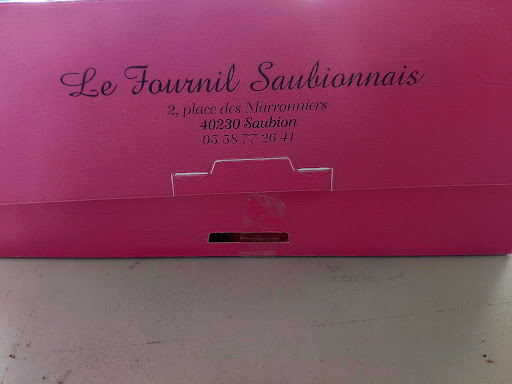 Le Fournil Saubionnais
2, place des Marronniers
40230 Saubion
05 58 77 26 41